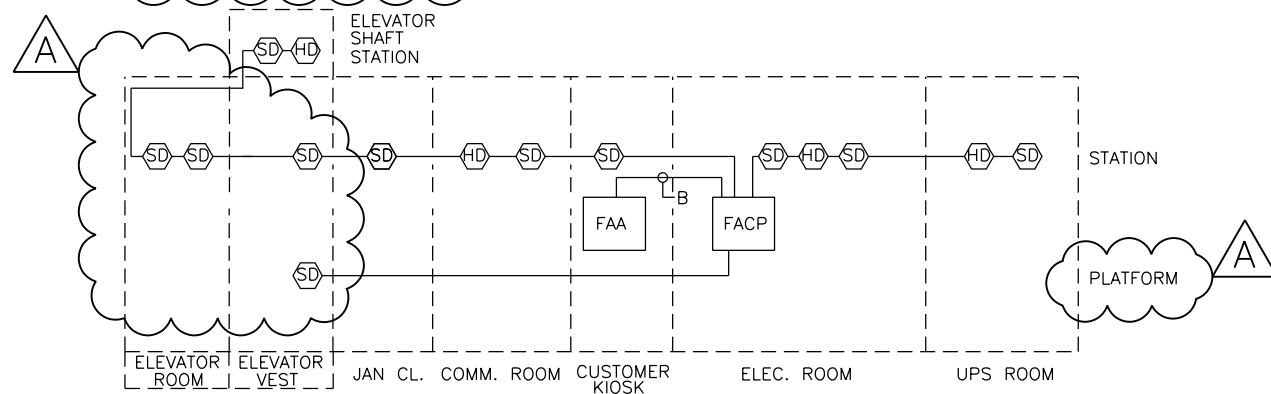 ELEVATOR
SHAFT
STATION
A
SD HD
SD SD SD SD HD SD SD SD HD SD HD SD
STATION
B
FAA FACP
A
SD
PLATFORM
ELEVATOR
ROOM
ELEVATOR
VEST
JAN CL.
COMM. ROOM
CUSTOMER
KIOSK
ELEC. ROOM
UPS ROOM